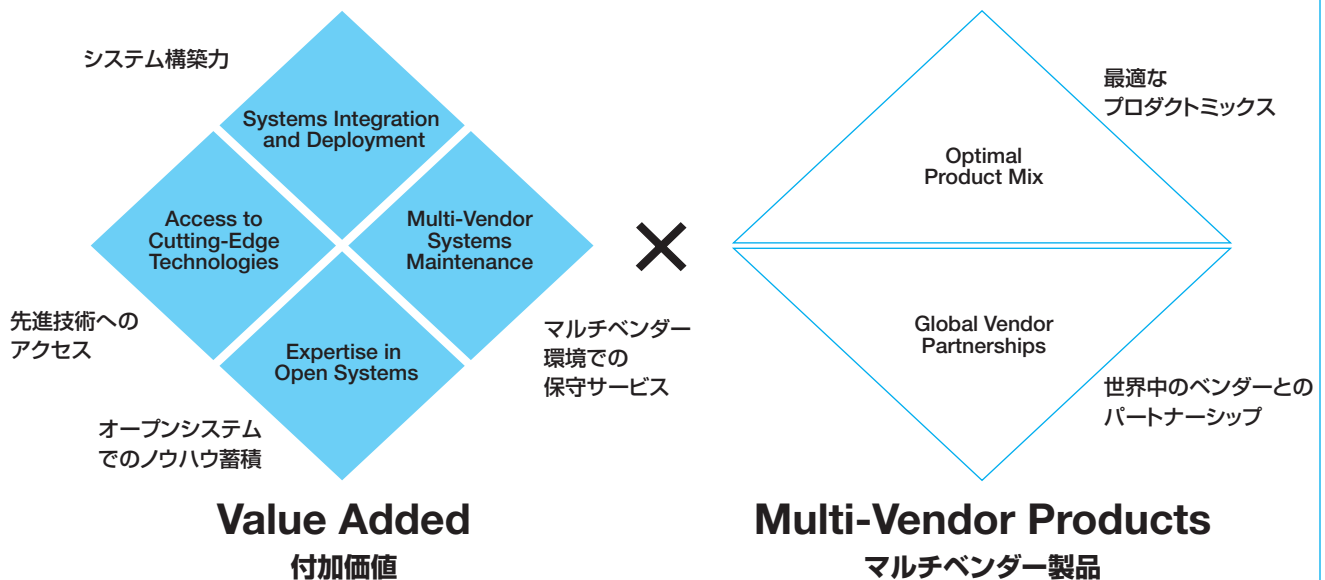 システム構築力
Systems Integration
and Deployment
Access to
Cutting-Edge
Technologies
Multi-Vendor
Systems
Maintenance
先進技術への
アクセス
Expertise in
Open Systems
マルチベンダー
環境での
保守サービス
オープンシステム
でのノウハウ蓄積
Value Added
付加価値
×
最適な
プロダクトミックス
Optimal
Product Mix
Global Vendor
Partnerships
世界中のベンダーとの
パートナーシップ
Multi-Vendor Products
マルチベンダー製品